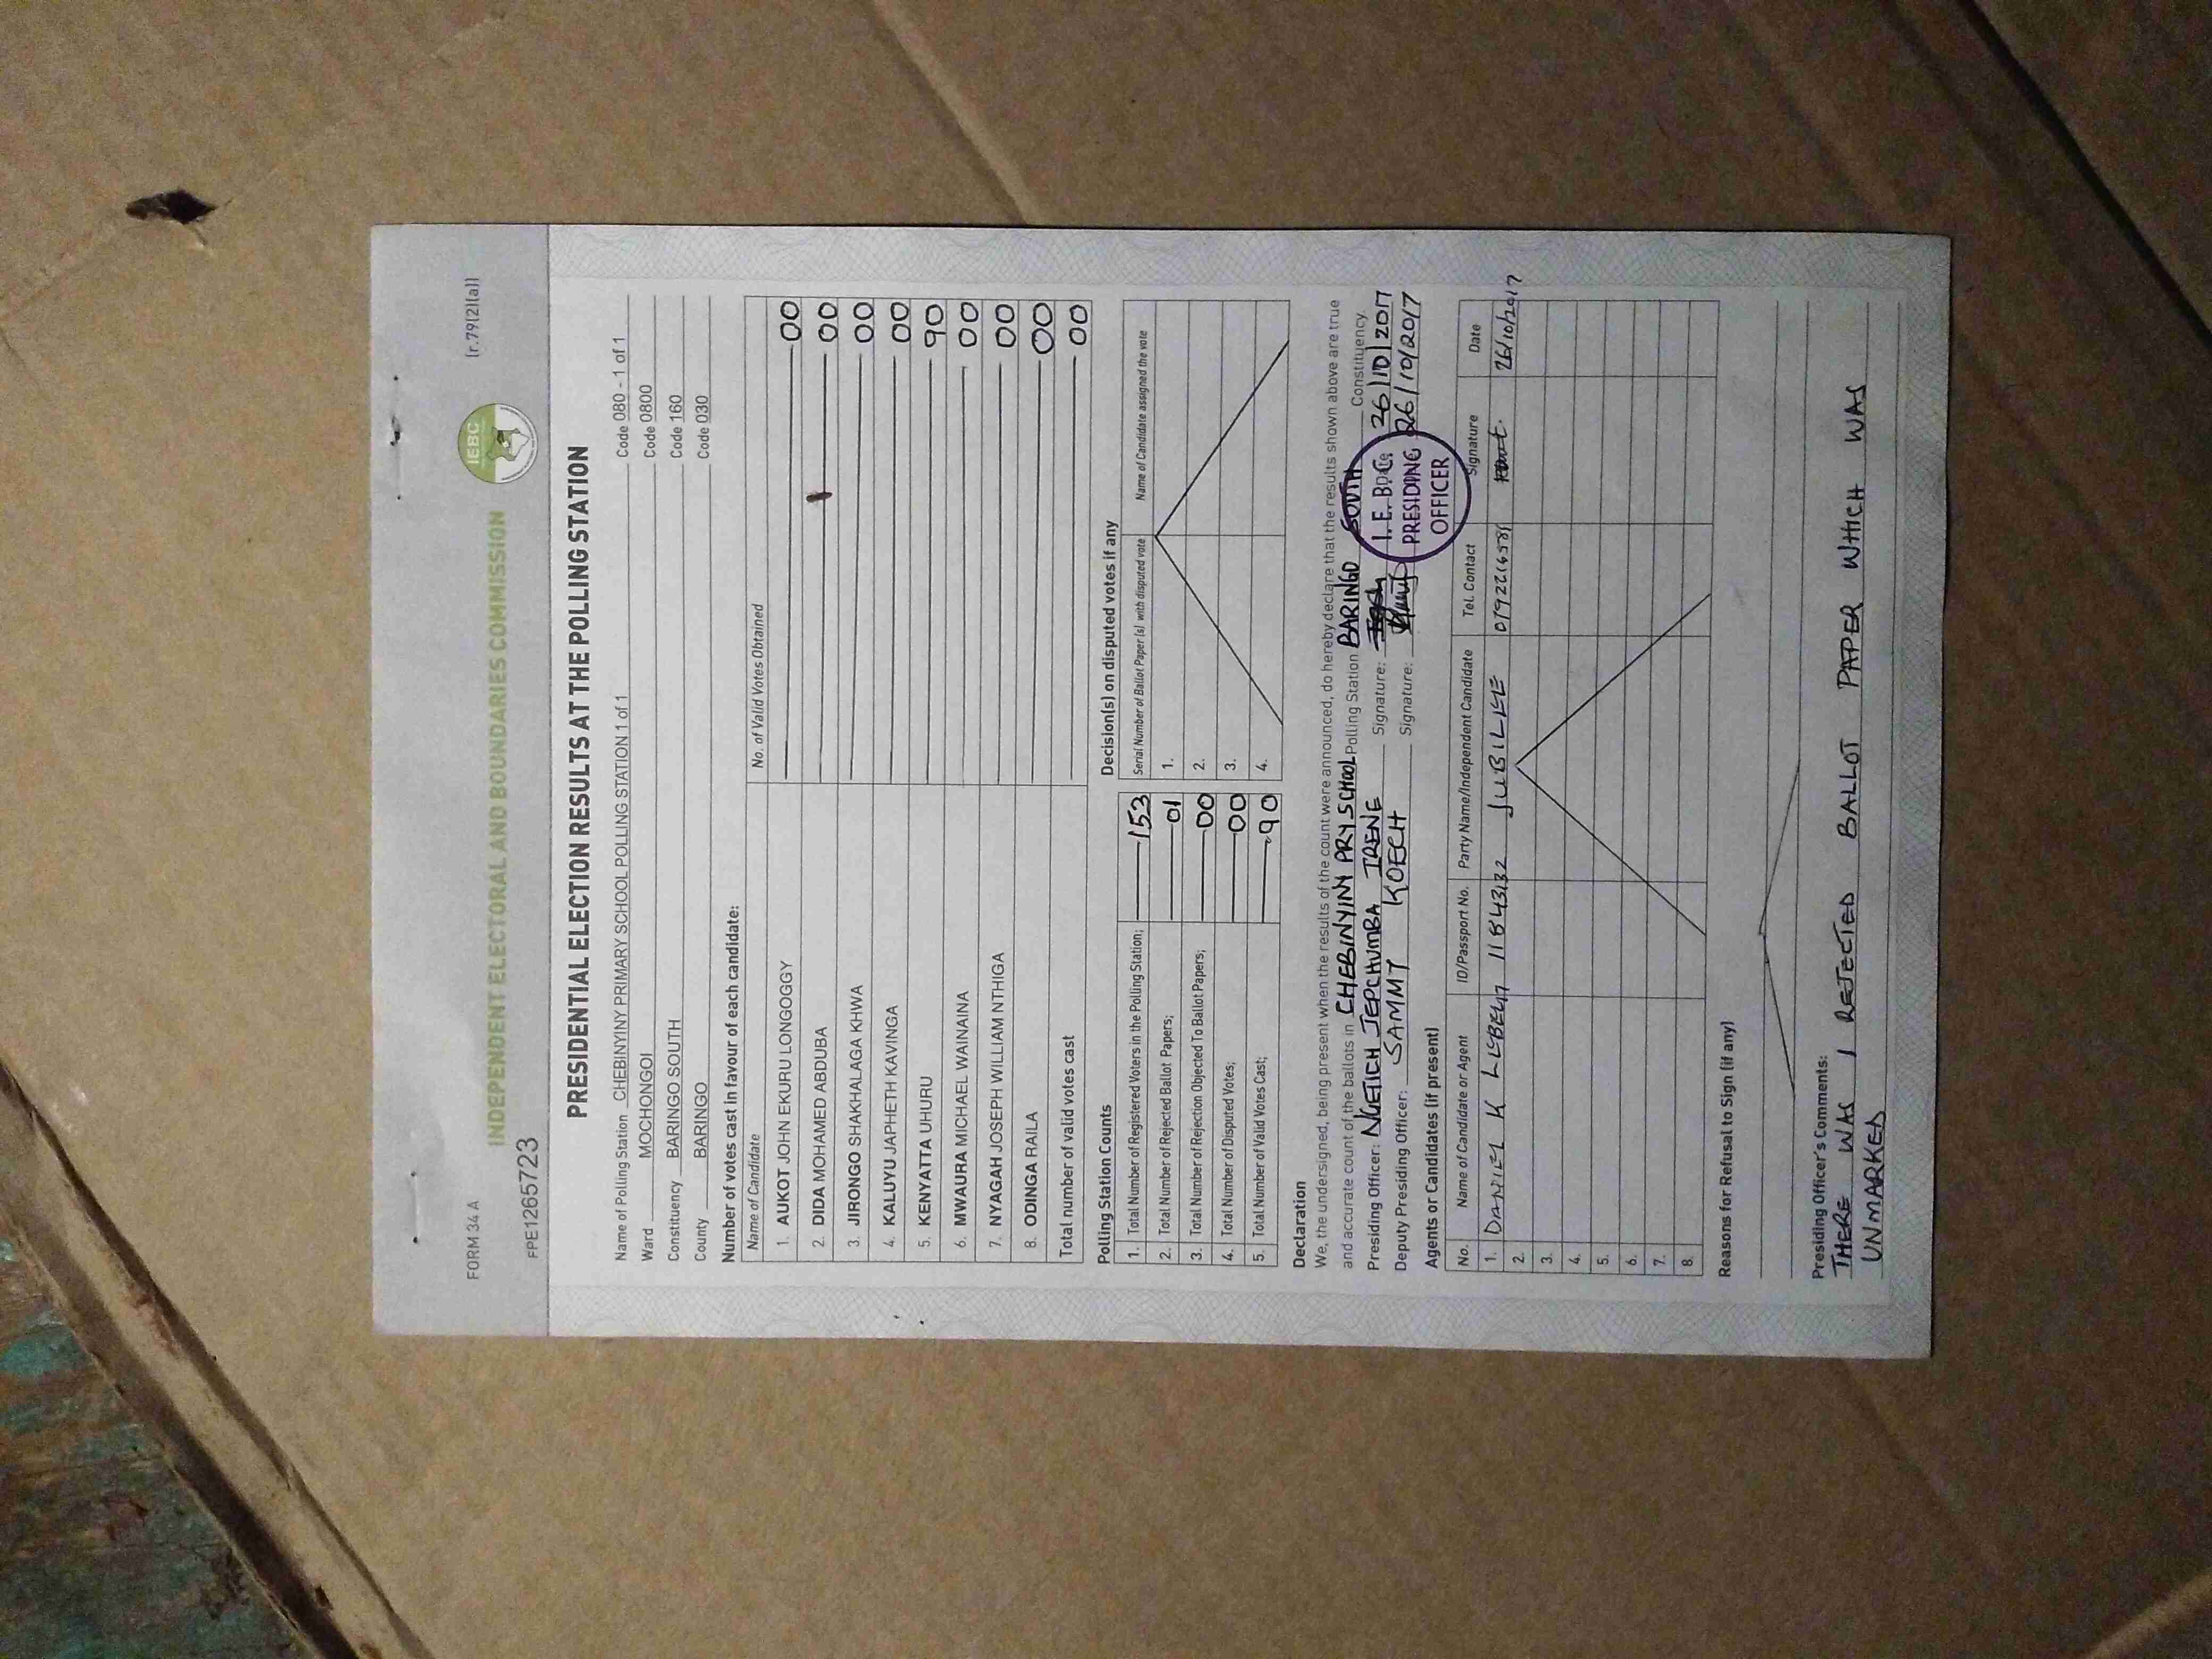 FORM 34 A
(r.79(2)(a))
IEBC
INDEPENDENT ELECTORAL AND BOUNDARIES COMMISSION
FPE1265723
PRESIDENTIAL ELECTION RESULTS AT THE POLLING STATION
Name of Polling Station CHEBINYINY PRIMARY SCHOOL POLLING STATION 1 of 1 Code 080 - 1 of 1
Ward MOCHONGOI Code 0800
Constituency BARINGO SOUTH Code 160
County BARINGO Code 030
Number of votes cast in favour of each candidate:
Name of Candidate No. of Valid Votes Obtained
1. AUKOT JOHN EKURU LONGOGGY 00
2. DIDA MOHAMED ABDUBA 00
3. JIRONGO SHAKHALAGA KHWA 00
4. KALUYU JAPHETH KAVINGA 00
5. KENYATTA UHURU 90
6. MWAURA MICHAEL WAINAINA 00
7. NYAGAH JOSEPH WILLIAM NTHIGA 00
8. ODINGA RAILA 00
Total number of valid votes cast 00
Polling Station Counts
1. Total Number of Registered Voters in the Polling Station; 153
2. Total Number of Rejected Ballot Papers; 01
3. Total Number of Rejection Objected To Ballot Papers; 00
4. Total Number of Disputed Votes; 00
5. Total Number of Valid Votes Cast; 90
Decision(s) on disputed votes if any
Serial Number of Ballot Paper (s) with disputed vote Name of Candidate assigned the vote
1.
2.
3.
4.
Declaration
We, the undersigned, being present when the results of the count were announced, do hereby declare that the results shown above are true
and accurate count of the ballots in CHEBINYINY PRY SCHOOL Polling Station BARINGO SOUTH Constituency
Presiding Officer: NGETICH JEPCHUMBA IRENE Signature: Date 26/10/2017
Deputy Presiding Officer: SAMMY KOECH Signature: 26/10/2017
I.E.B.C.
PRESIDING
OFFICER
Agents or Candidates (if present)
No. Name of Candidate or Agent ID/Passport No. Party Name/Independent Candidate Tel. Contact Signature Date
1. DANIEL K 11843132 JUBILEE 26/10/2017
2.
3.
4.
5.
6.
7.
8.
Reasons for Refusal to Sign (if any)
Presiding Officer's Comments:
THERE WAS 1 REJECTED BALLOT PAPER WHICH WAS
UNMARKED